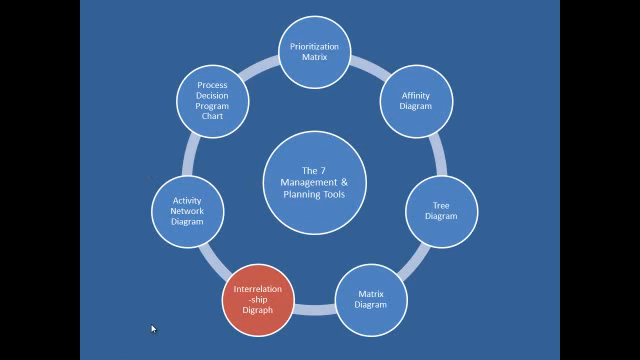 Prioritization
Matrix
Affinity
Diagram
Tree
Diagram
Matrix
Diagram
Interrelation
-ship
Digraph
Activity
Network
Diagram
Process
Decision
Program
Chart
The 7
Management &
Planning Tools